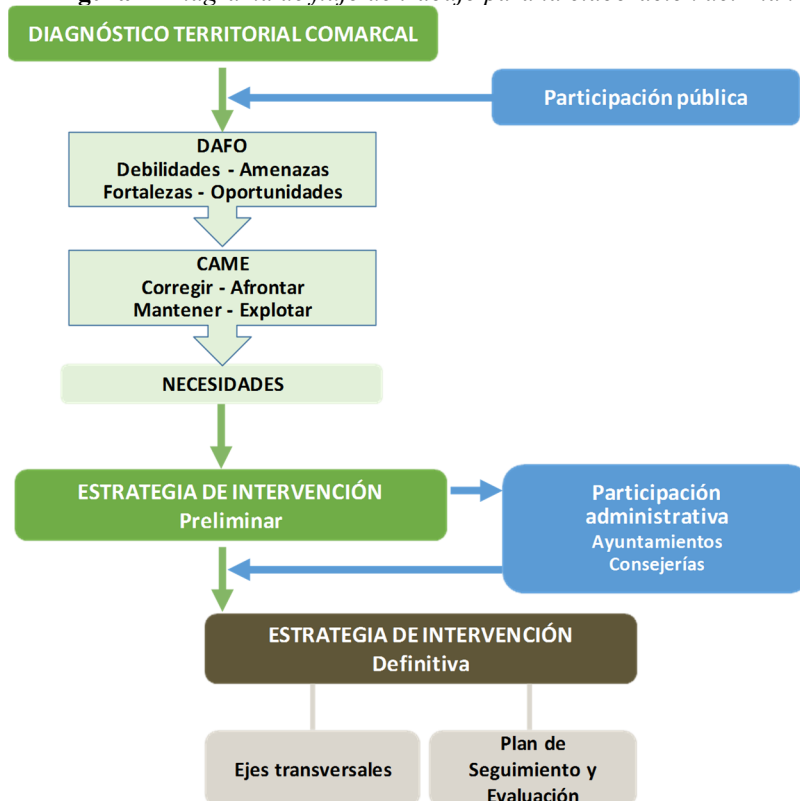 DIAGNÓSTICO TERRITORIAL COMARCAL
Participación pública
DAFO
Debilidades - Amenazas
Fortalezas - Oportunidades
CAME
Corregir - Afrontar
Mantener - Explotar
NECESIDADES
ESTRATEGIA DE INTERVENCIÓN
Preliminar
Participación
administrativa
Ayuntamientos
Consejerías
ESTRATEGIA DE INTERVENCIÓN
Definitiva
Ejes transversales
Plan de
Seguimiento y
Evaluación